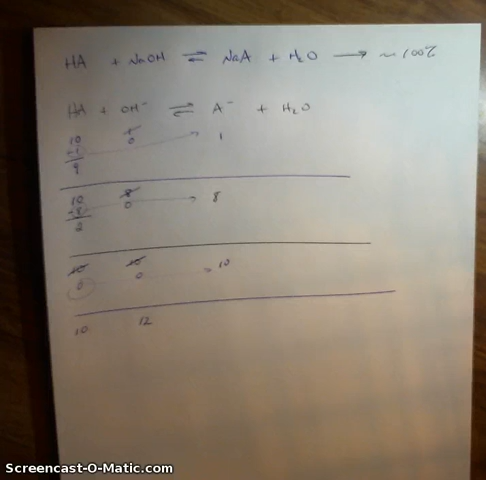 HA + NaOH ⇌ NaA + H₂O → ~100%
HA + OH⁻ ⇌ A⁻ + H₂O
10 1 0 → 1
-1
9
10 8 0 → 8
-8
2
10 10 → 10
0 0
10 12
Screencast-O-Matic.com